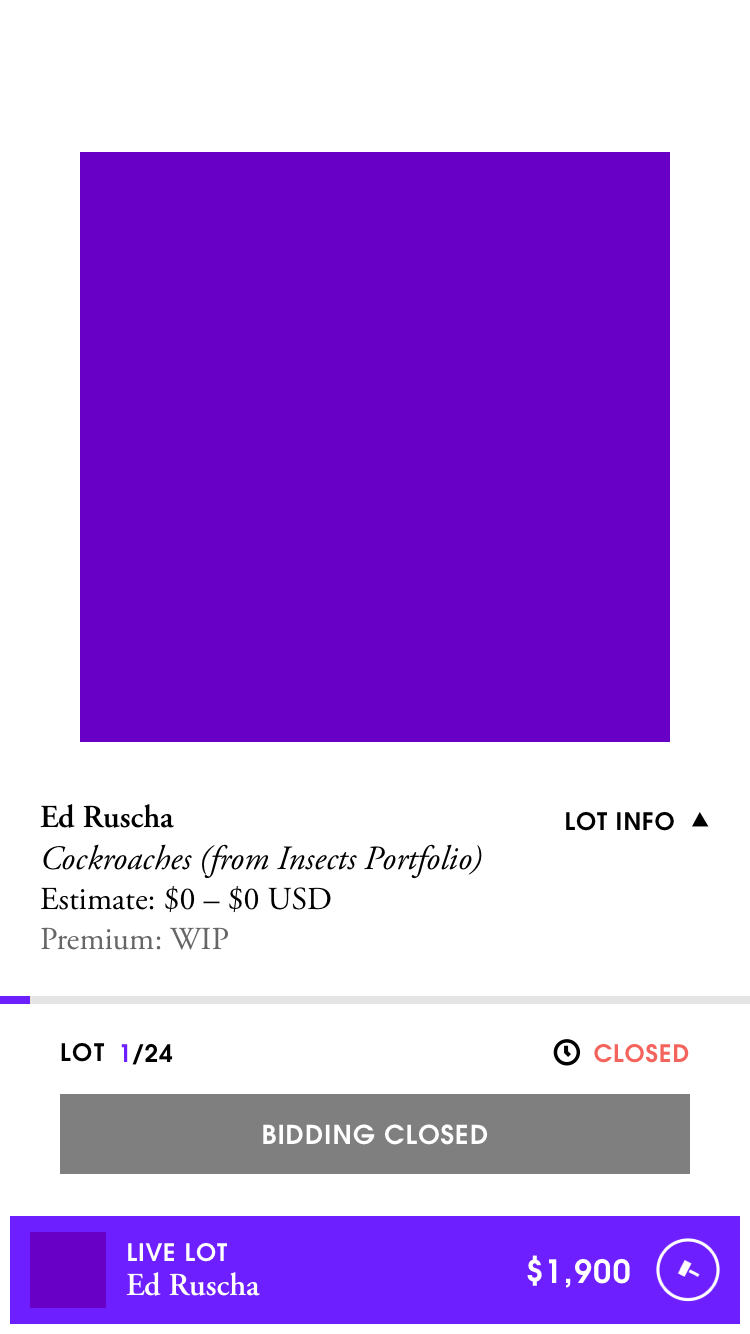 Ed Ruscha
LOT INFO ▲
Cockroaches (from Insects Portfolio)
Estimate: $0 – $0 USD
Premium: WIP
LOT 1/24
CLOSED
BIDDING CLOSED
LIVE LOT
Ed Ruscha
$1,900